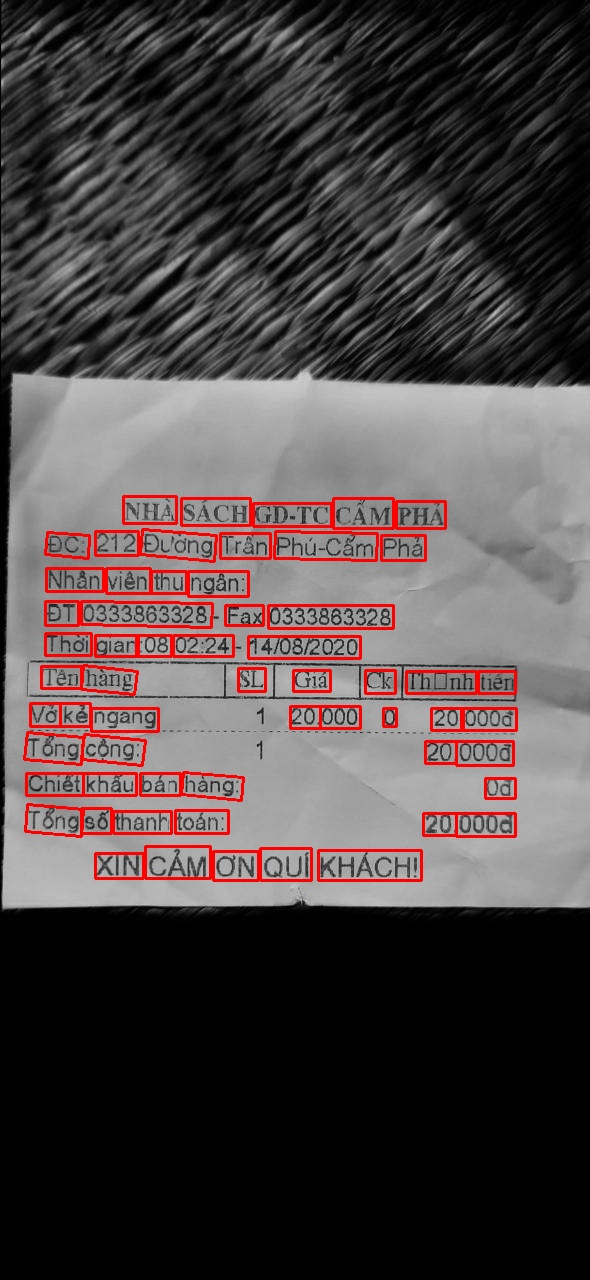 NHÀ SÁCH GD-TC CẨM PHẢ
ĐC: 212 Đường Trần Phú-Cẩm Phả
Nhân viên thu ngân:
ĐT 0333863328 - Fax 0333863328
Thời gian:08 02:24 - 14/08/2020
Tên hàng SL Giá Ck Th□nh tiền
Vở kẻ ngang 1 20 000 0 20 000đ
Tổng cộng: 1 20 000đ
Chiết khấu bán hàng: 0đ
Tổng số thanh toán: 20 000đ
XIN CẢM ƠN QUÍ KHÁCH!